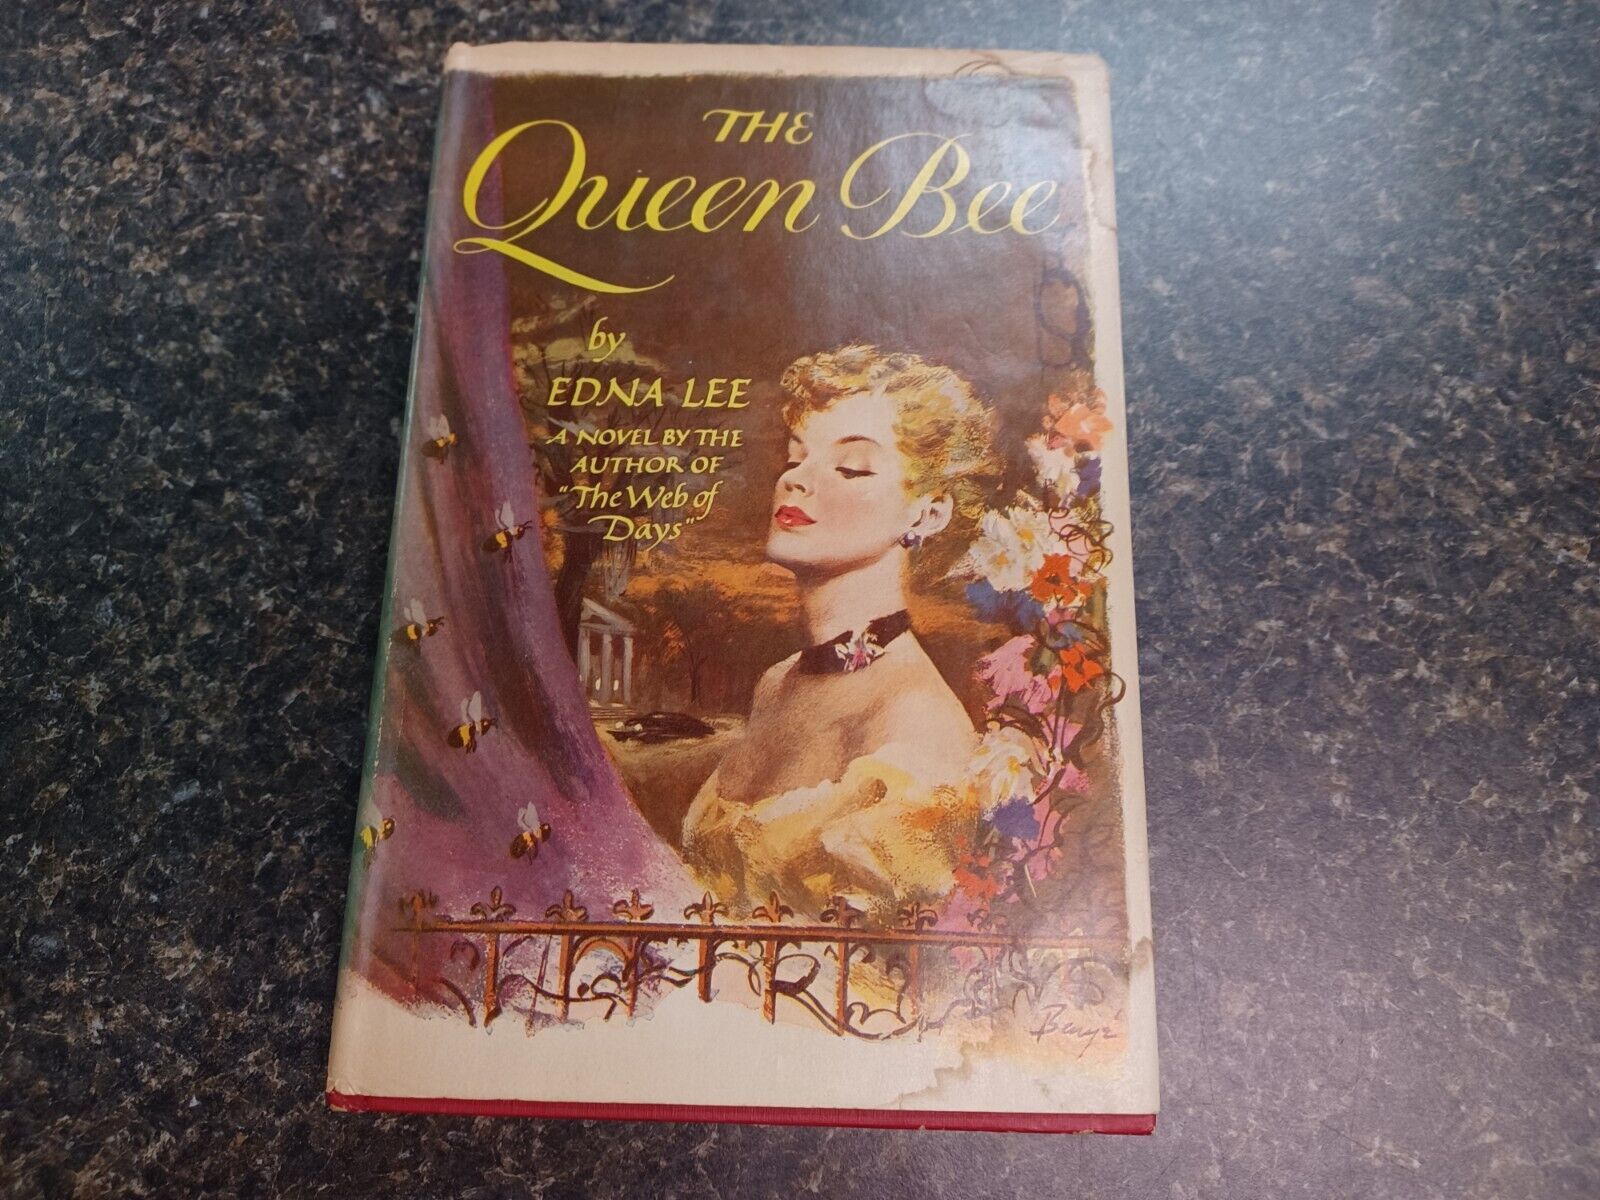 THE
Queen Bee
by
EDNA LEE
A NOVEL BY THE
AUTHOR OF
"The Web of
Days"